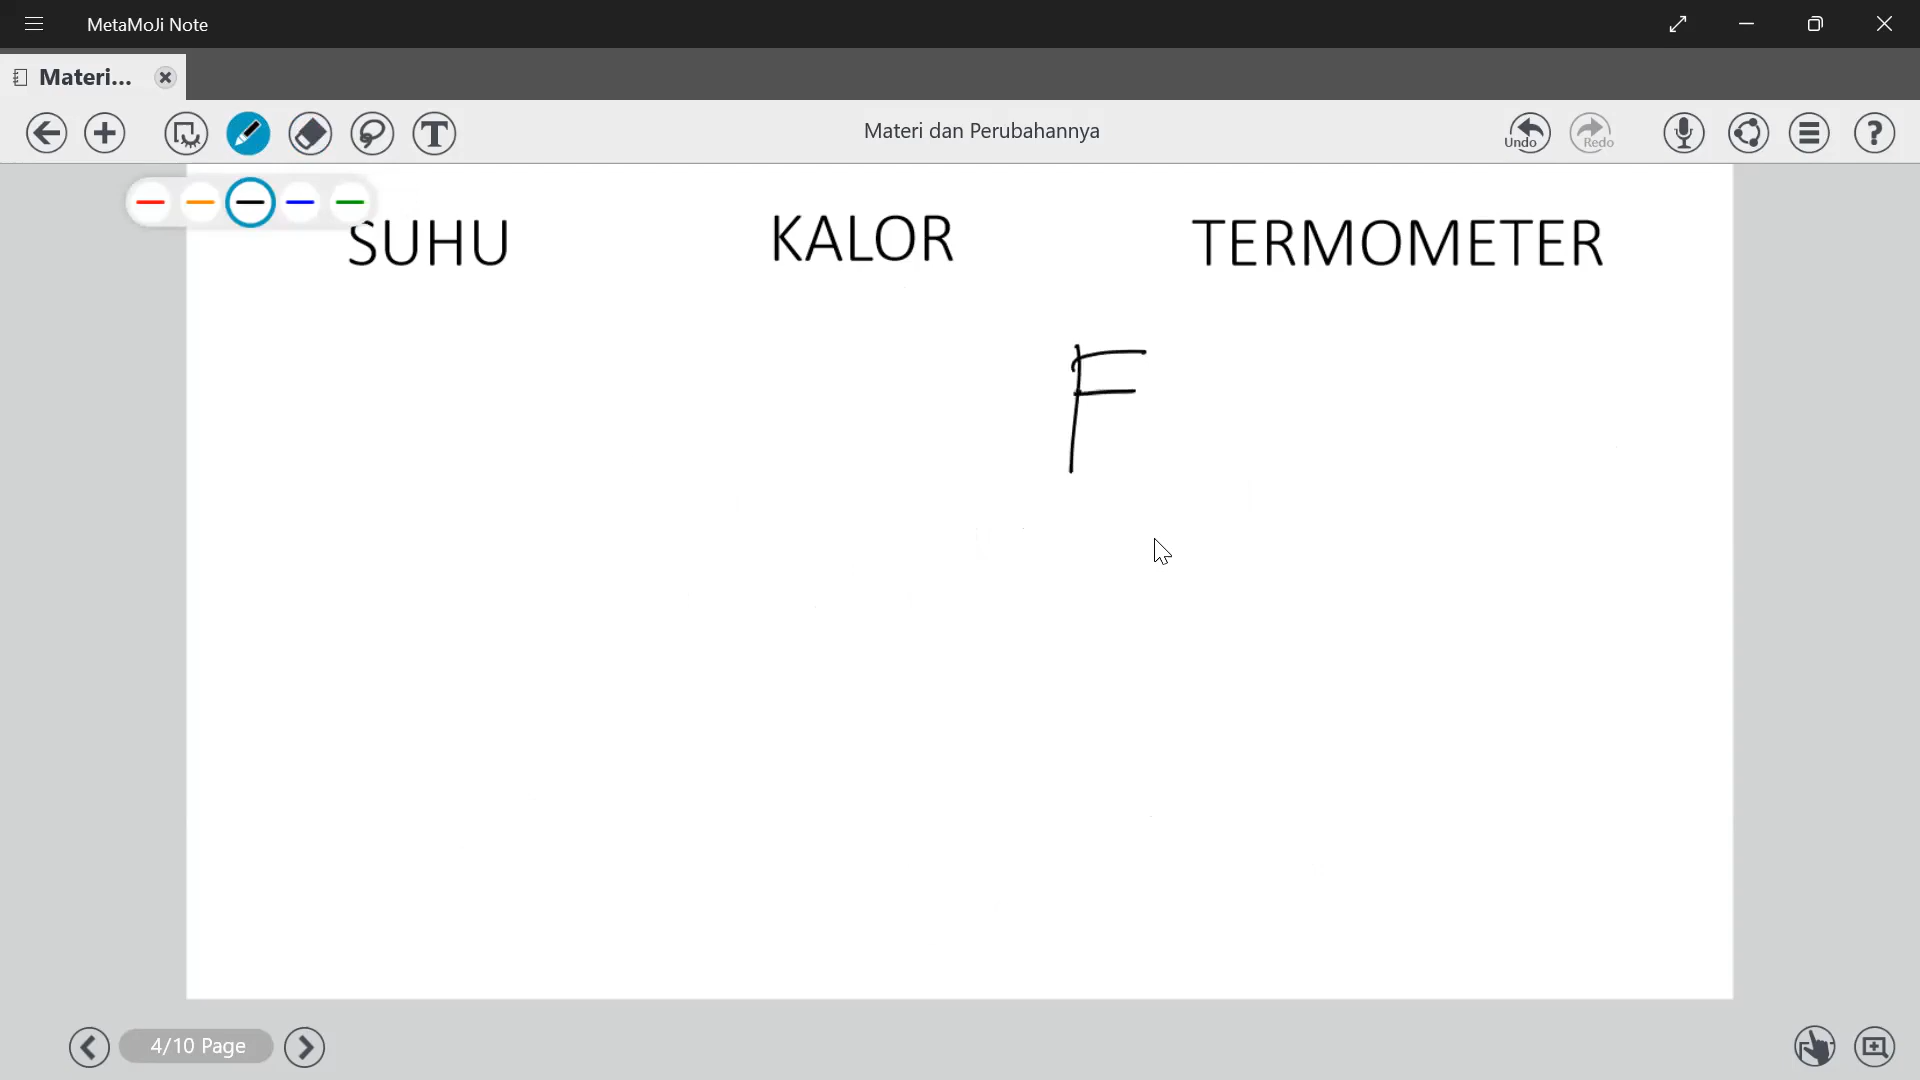 MetaMoJi Note
Materi...
T
Materi dan Perubahannya
Undo
Redo
?
SUHU KALOR TERMOMETER
F
4/10 Page